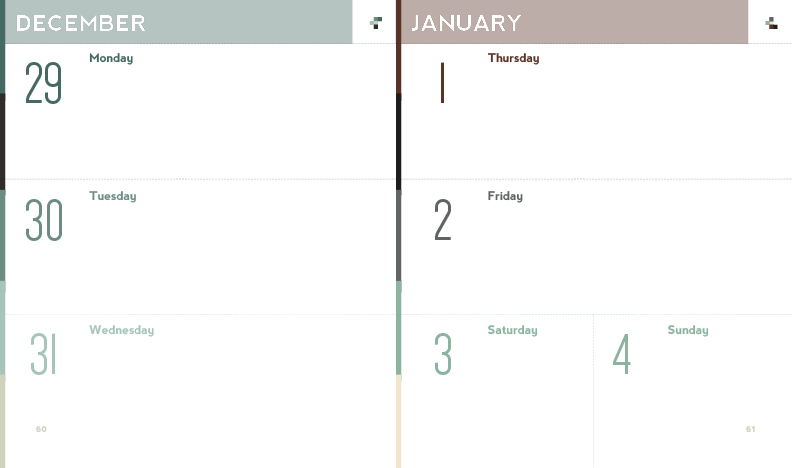 DECEMBER
29 Monday
30 Tuesday
31 Wednesday
60
JANUARY
1 Thursday
2 Friday
3 Saturday
4 Sunday
61